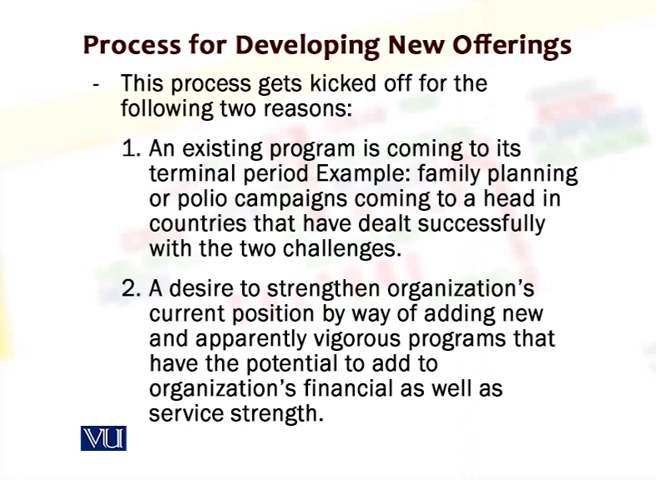 Process for Developing New Offerings
- This process gets kicked off for the
following two reasons:
1. An existing program is coming to its
terminal period Example: family planning
or polio campaigns coming to a head in
countries that have dealt successfully
with the two challenges.
2. A desire to strengthen organization's
current position by way of adding new
and apparently vigorous programs that
have the potential to add to
organization's financial as well as
service strength.
VU